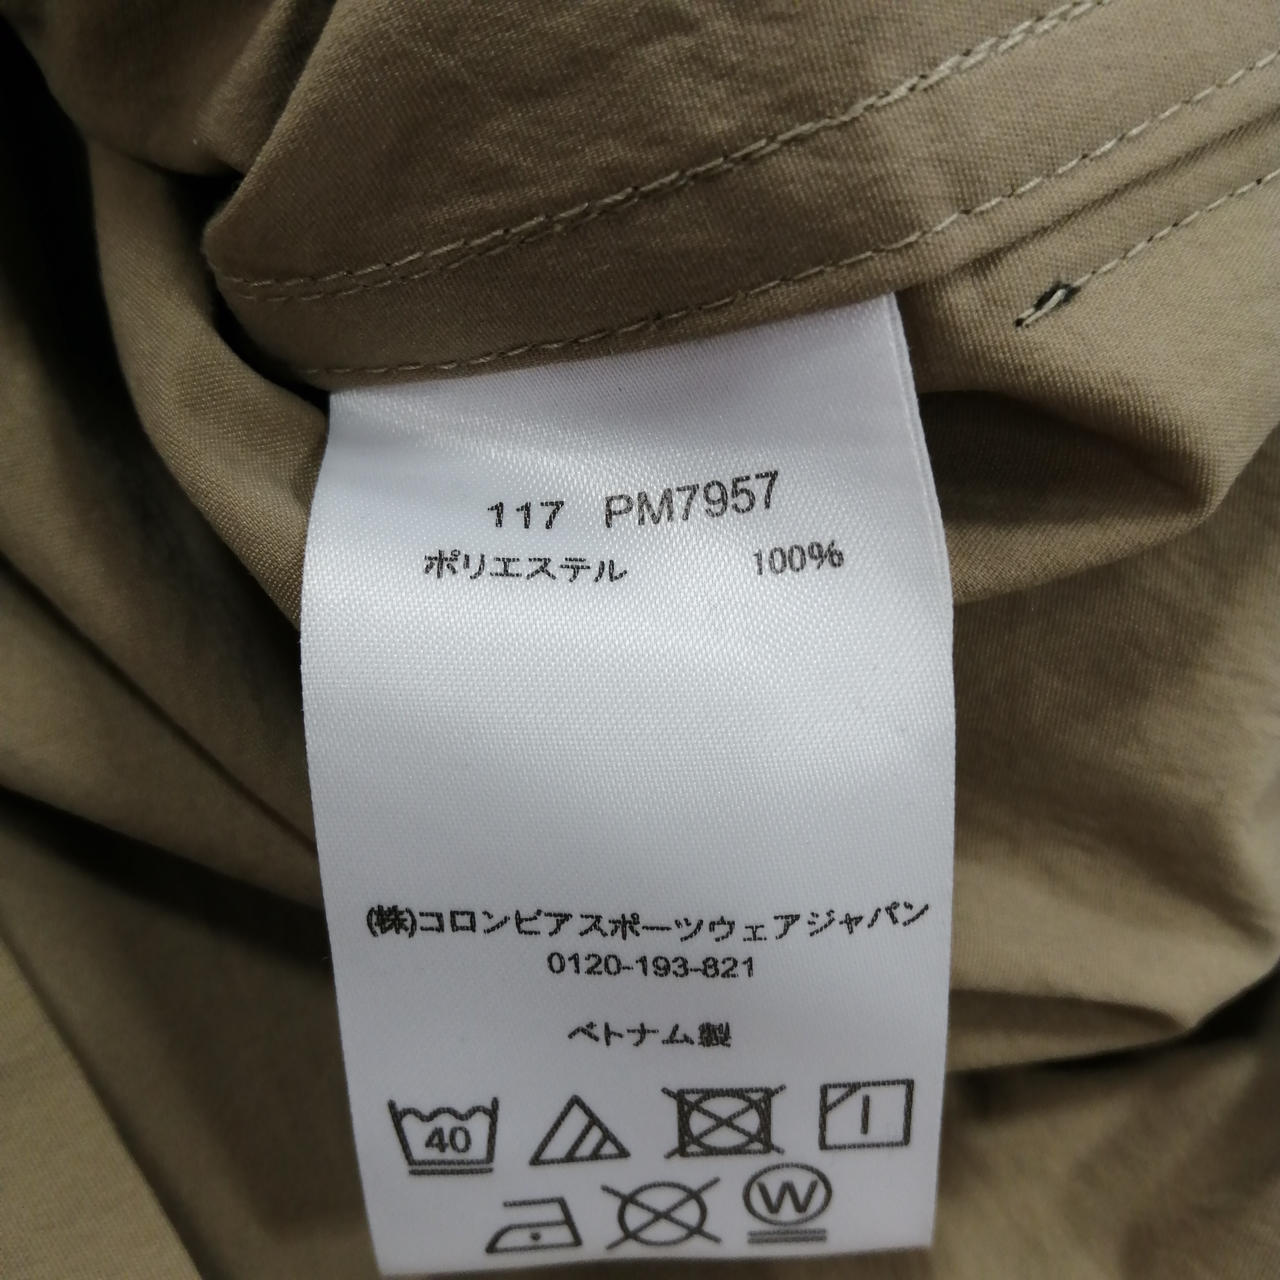 117 PM7957
ポリエステル 100%
(株)コロンビアスポーツウェアジャパン
0120-193-821
ベトナム製
40
W